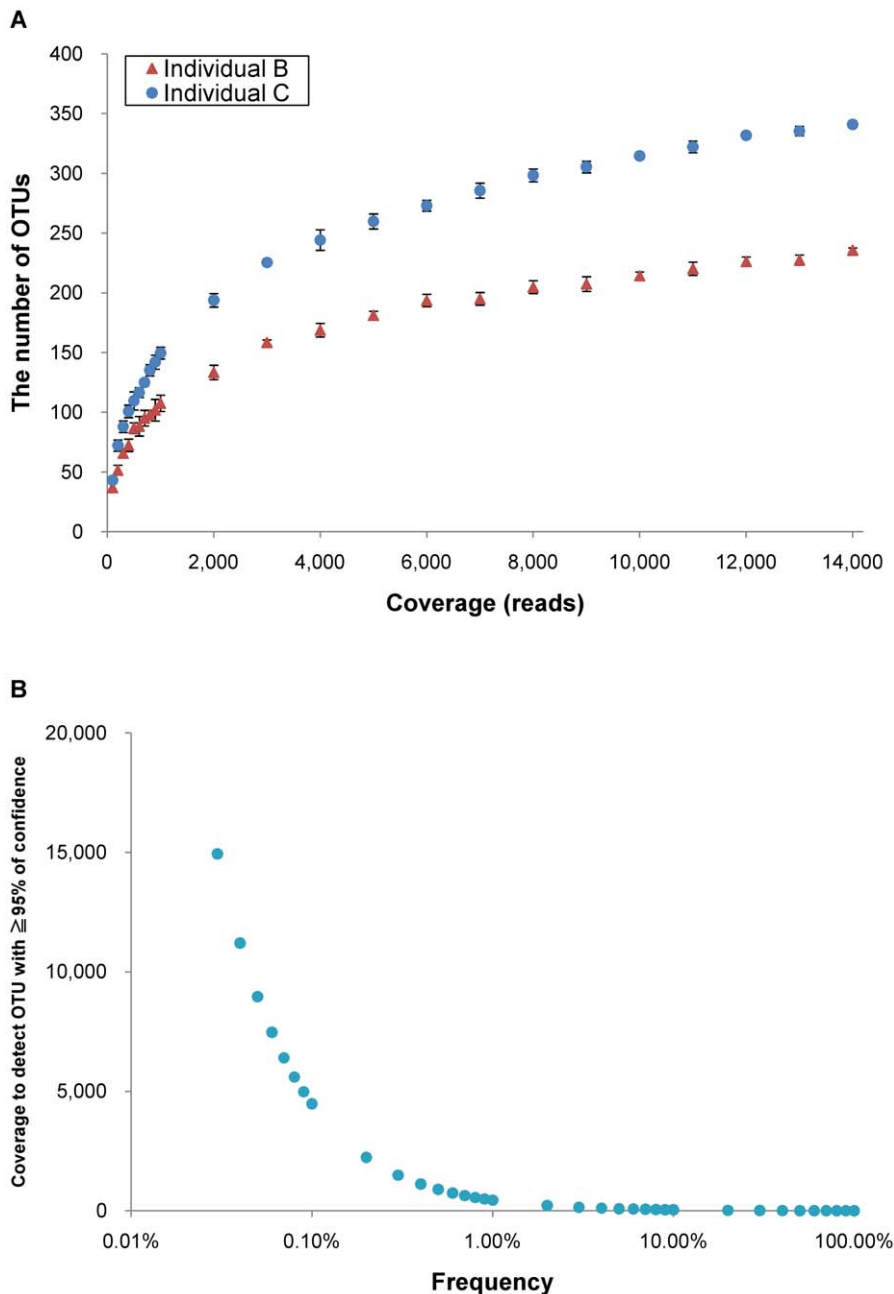 A
400
350
300
250
200
150
100
50
0
Individual B
Individual C
The number of OTUs
0 2,000 4,000 6,000 8,000 10,000 12,000 14,000
Coverage (reads)
B
20,000
15,000
10,000
5,000
0
Coverage to detect OTU with ≧ 95% of confidence
0.01% 0.10% 1.00% 10.00% 100.00%
Frequency